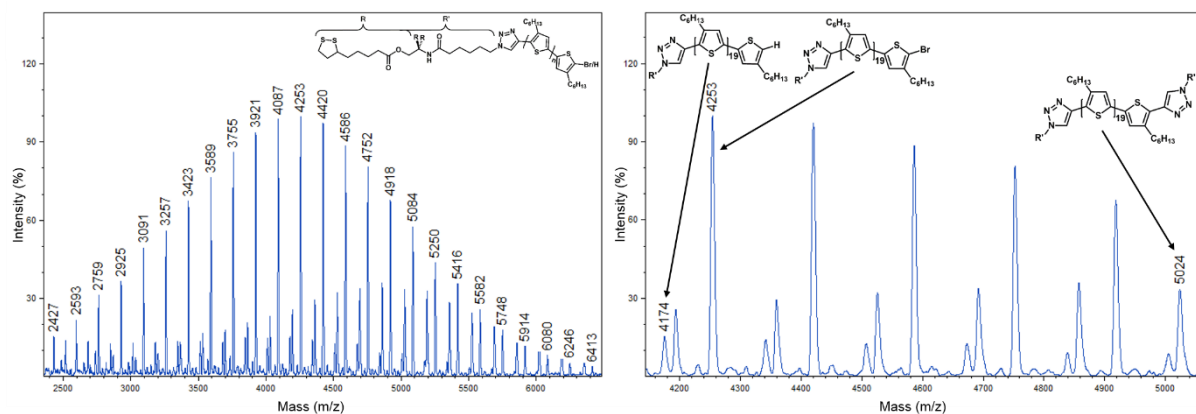 R
R'
C6H13
S S
O
O
R
R
N
H
O
N=N
N
S
n
S
Br/H
C6H13
120
90
60
30
Intensity (%)
2427
2593
2759
2925
3091
3257
3423
3589
3755
3921
4087
4253
4420
4586
4752
4918
5084
5250
5416
5582
5748
5914
6080
6246
6413
2500 3000 3500 4000 4500 5000 5500 6000
Mass (m/z)
C6H13
N
N
N
R'
S
19
S
H
C6H13
C6H13
N
N
N
R'
S
19
S
Br
C6H13
C6H13
N
N
N
R'
S
19
S
C6H13
N
N
N
R'
120
90
60
30
Intensity (%)
4174
4253
5024
4200 4300 4400 4500 4600 4700 4800 4900 5000
Mass (m/z)